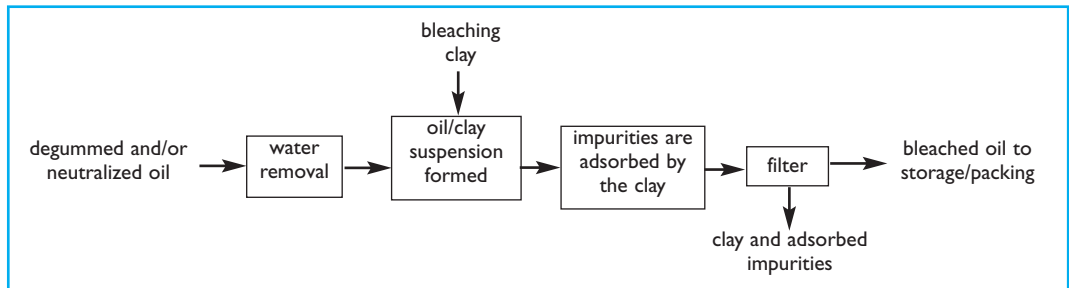 bleaching
clay
degummed and/or
neutralized oil
water
removal
oil/clay
suspension
formed
impurities are
adsorbed by
the clay
filter
bleached oil to
storage/packing
clay and adsorbed
impurities